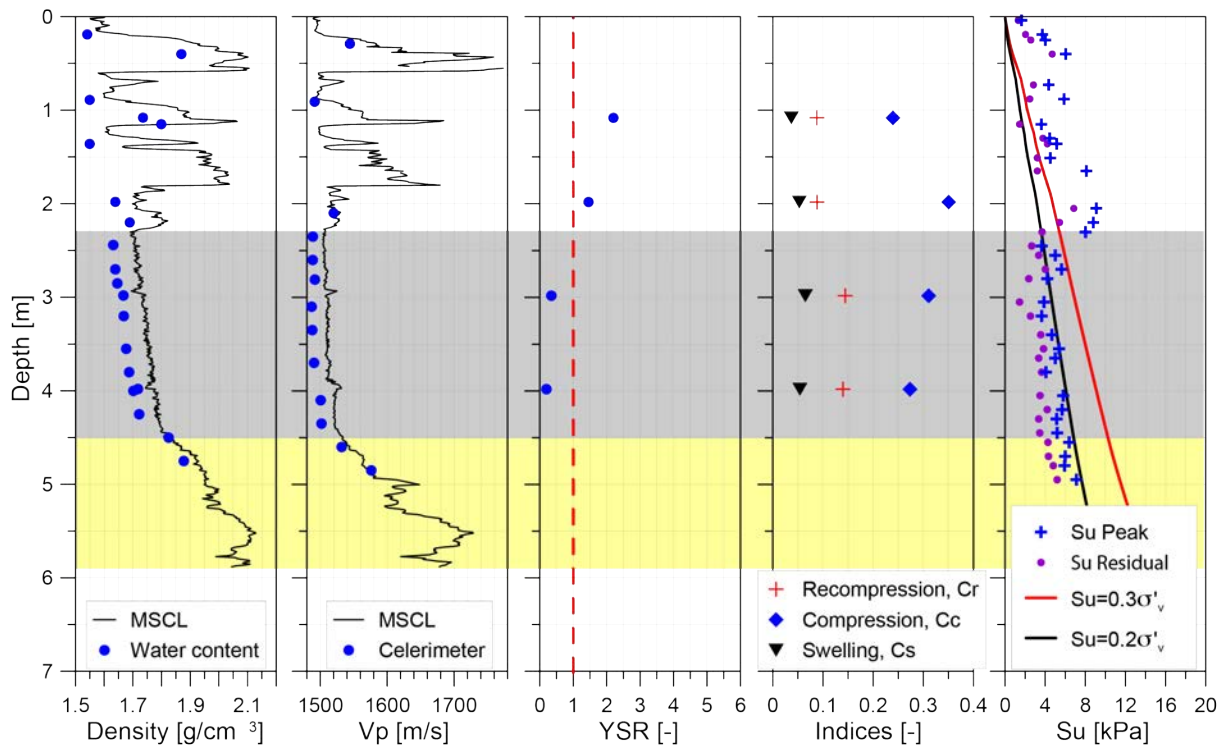 0
1
2
3
4
5
6
7
Depth [m]
MSCL
Water content
1.5 1.7 1.9 2.1
Density [g/cm ³]
MSCL
Celerimeter
1500 1600 1700
Vp [m/s]
0 1 2 3 4 5 6
YSR [-]
Recompression, Cr
Compression, Cc
Swelling, Cs
0 0.1 0.2 0.3 0.4
Indices [-]
Su Peak
Su Residual
Su=0.3σ'v
Su=0.2σ'v
0 4 8 12 16 20
Su [kPa]